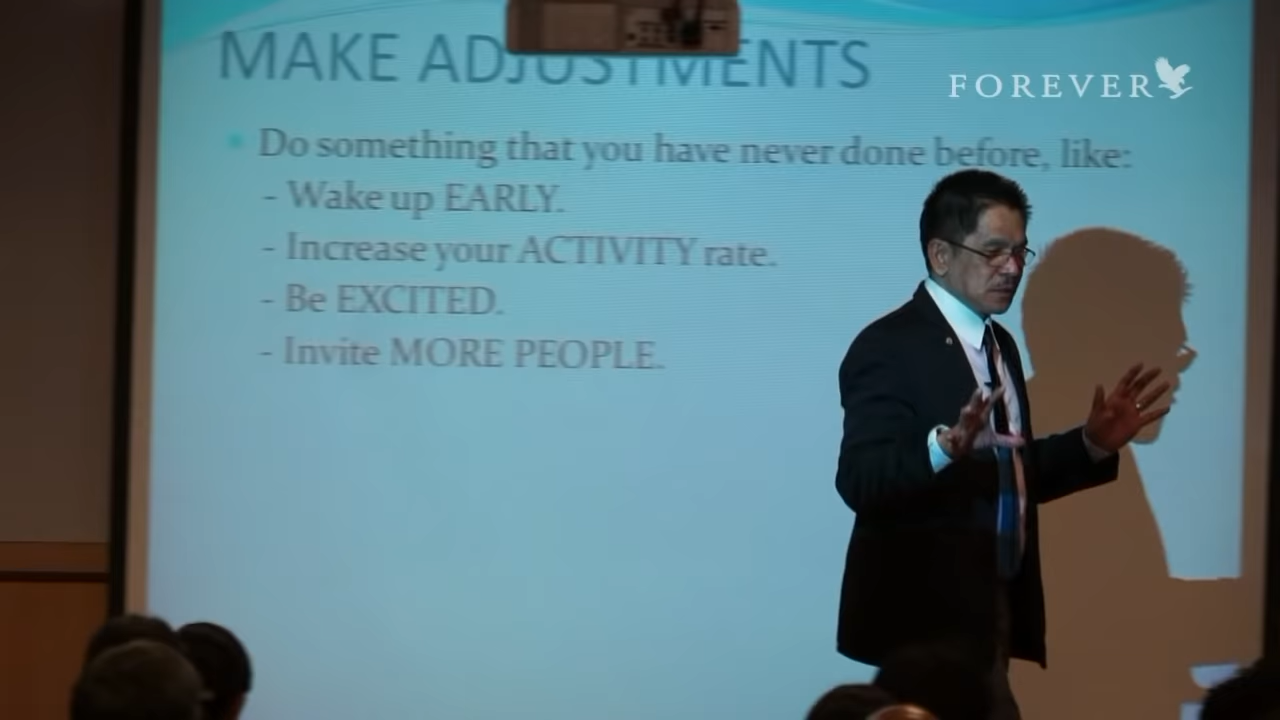 MAKE ADJUSTMENTS
FOREVER
Do something that you have never done before, like:
- Wake up EARLY.
- Increase your ACTIVITY rate.
- Be EXCITED.
- Invite MORE PEOPLE.